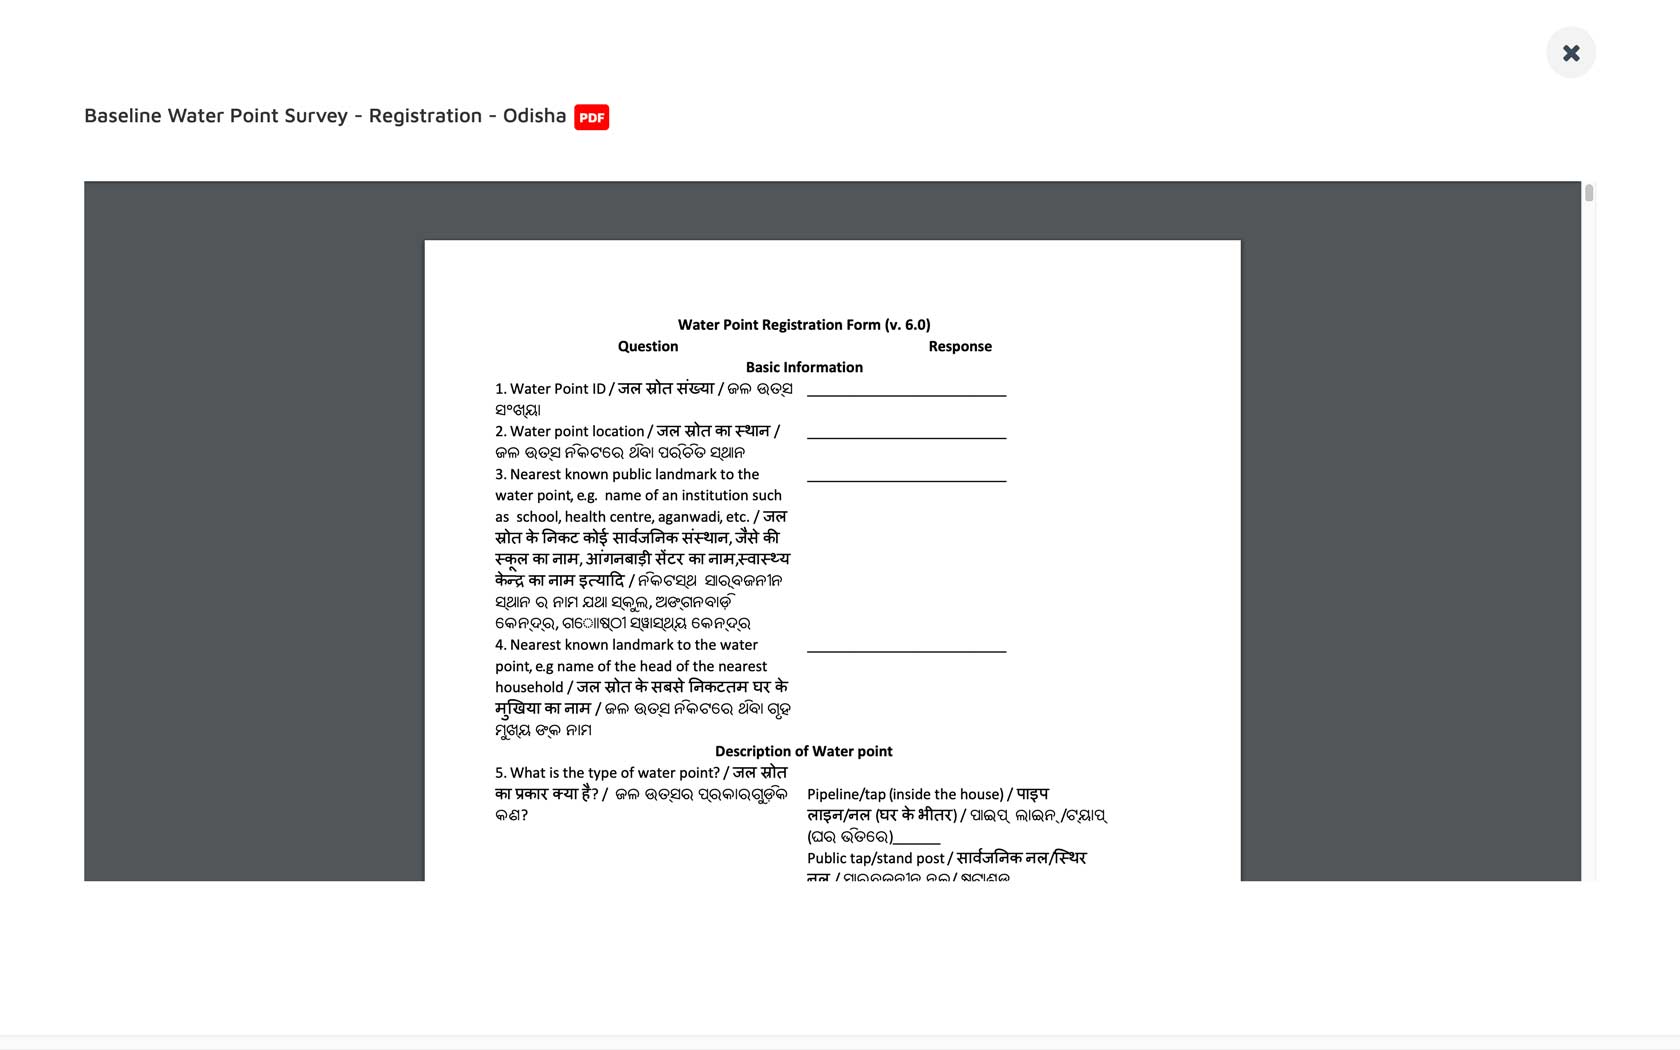 Baseline Water Point Survey - Registration - Odisha PDF
Water Point Registration Form (v. 6.0)
Question Response
Basic Information
1. Water Point ID / जल स्रोत संख्या / ଜଳ ଉତ୍ସ
ସଂଖ୍ୟା
2. Water point location / जल स्रोत का स्थान /
ଜଳ ଉତ୍ସ ନିକଟରେ ଥିବା ପରିଚିତ ସ୍ଥାନ
3. Nearest known public landmark to the
water point, e.g. name of an institution such
as school, health centre, aganwadi, etc. / जल
स्रोत के निकट कोई सार्वजनिक संस्थान, जैसे की
स्कूल का नाम, आंगनबाड़ी सेंटर का नाम,स्वास्थ्य
केन्द्र का नाम इत्यादि / ନିକଟସ୍ଥ ସାର୍ବଜନୀନ
ସ୍ଥାନ ର ନାମ ଯଥା ସ୍କୁଲ, ଅଙ୍ଗନବାଡ଼ି
କେନ୍ଦ୍ର, ଗୋଷ୍ଠୀ ସ୍ୱାସ୍ଥ୍ୟ କେନ୍ଦ୍ର
4. Nearest known landmark to the water
point, e.g name of the head of the nearest
household / जल स्रोत के सबसे निकटतम घर के
मुखिया का नाम / ଜଳ ଉତ୍ସ ନିକଟରେ ଥିବା ଗୃହ
ମୁଖ୍ୟ ଙ୍କ ନାମ
Description of Water point
5. What is the type of water point? / जल स्रोत
का प्रकार क्या है? / ଜଳ ଉତ୍ସର ପ୍ରକାରଗୁଡ଼ିକ
କଣ?
Pipeline/tap (inside the house) / पाइप
लाइन/नल (घर के भीतर) / ପାଇପ୍ ଲାଇନ୍ /ଟ୍ୟାପ୍
(ଘର ଭିତରେ)______
Public tap/stand post / सार्वजनिक नल/स्थिर
नल /